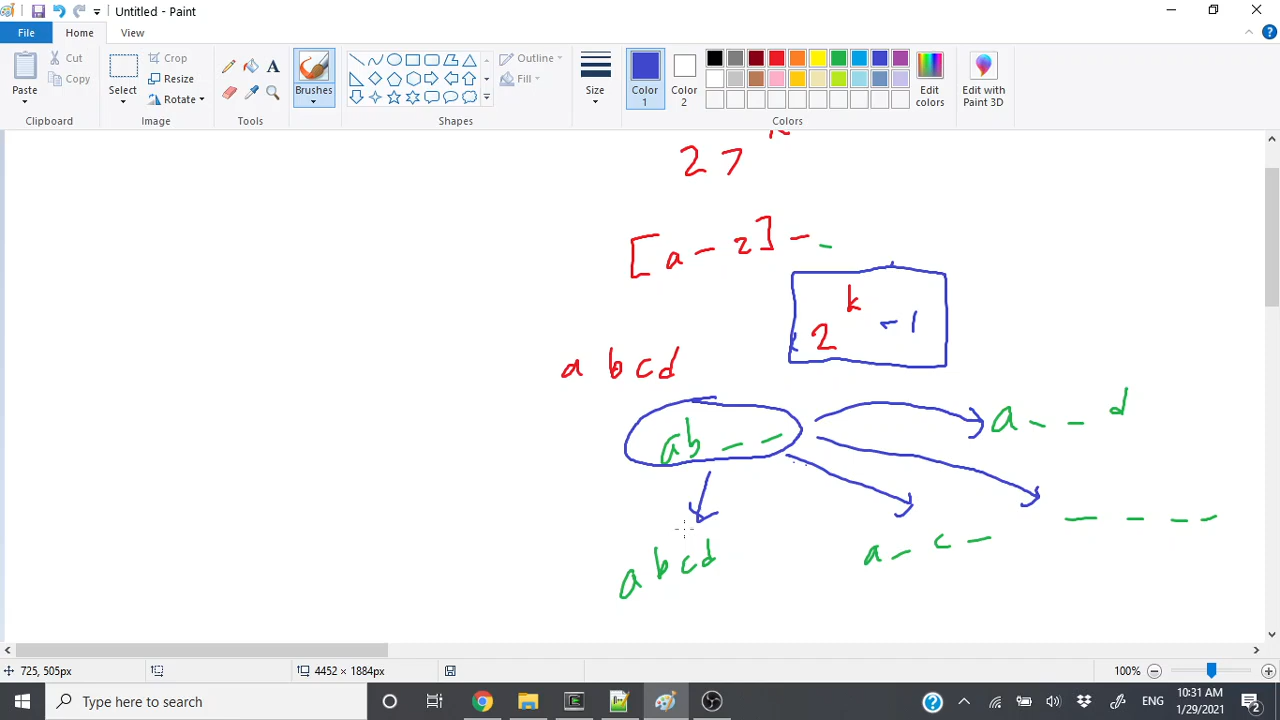 Untitled - Paint
File Home View
Paste Cut Copy
Clipboard
Select Crop Resize Rotate
Image
A
Tools
Brushes
Outline Fill
Shapes
Size
Color 1 Color 2
Edit colors
Edit with Paint 3D
Colors
27
[a - z] - -
2 k - 1
a b c d
ab _ _
a _ _ d
_ _ _ _
a b c d
a _ c _
725, 505px
4452 × 1884px
100%
Type here to search
ENG
10:31 AM
1/29/2021
2